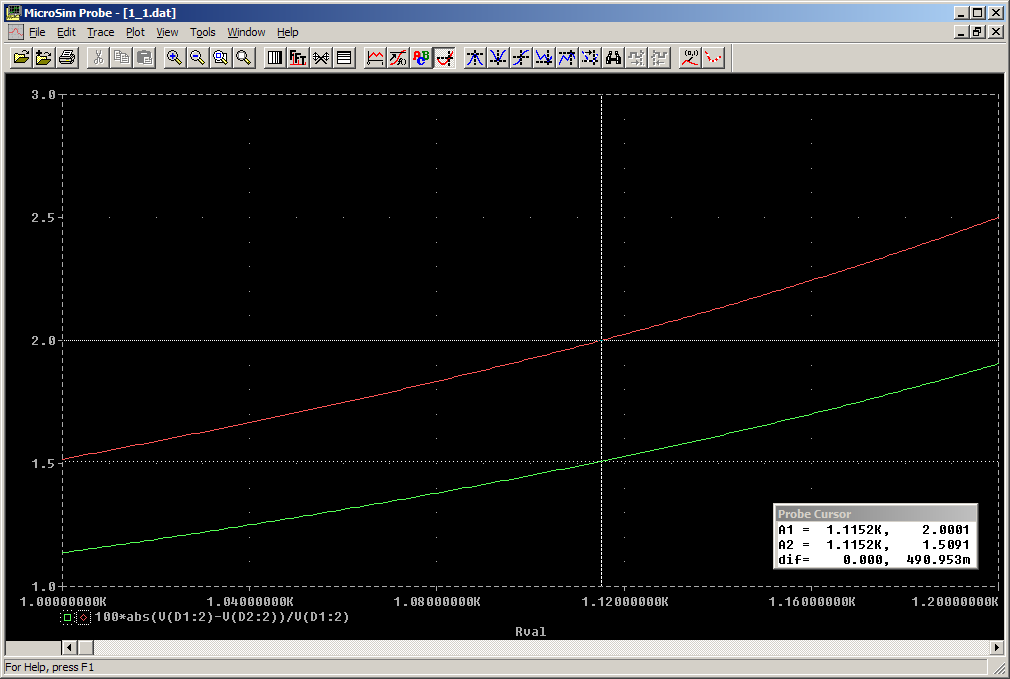 MicroSim Probe - [1_1.dat]
File Edit Trace Plot View Tools Window Help
3.0
2.5
2.0
1.5
1.0
Probe Cursor
A1 = 1.1152K, 2.0001
A2 = 1.1152K, 1.5091
dif= 0.000, 490.953m
1.00000000K 1.04000000K 1.08000000K 1.12000000K 1.16000000K 1.20000000K
100*abs(V(D1:2)-V(D2:2))/V(D1:2)
Rval
For Help, press F1